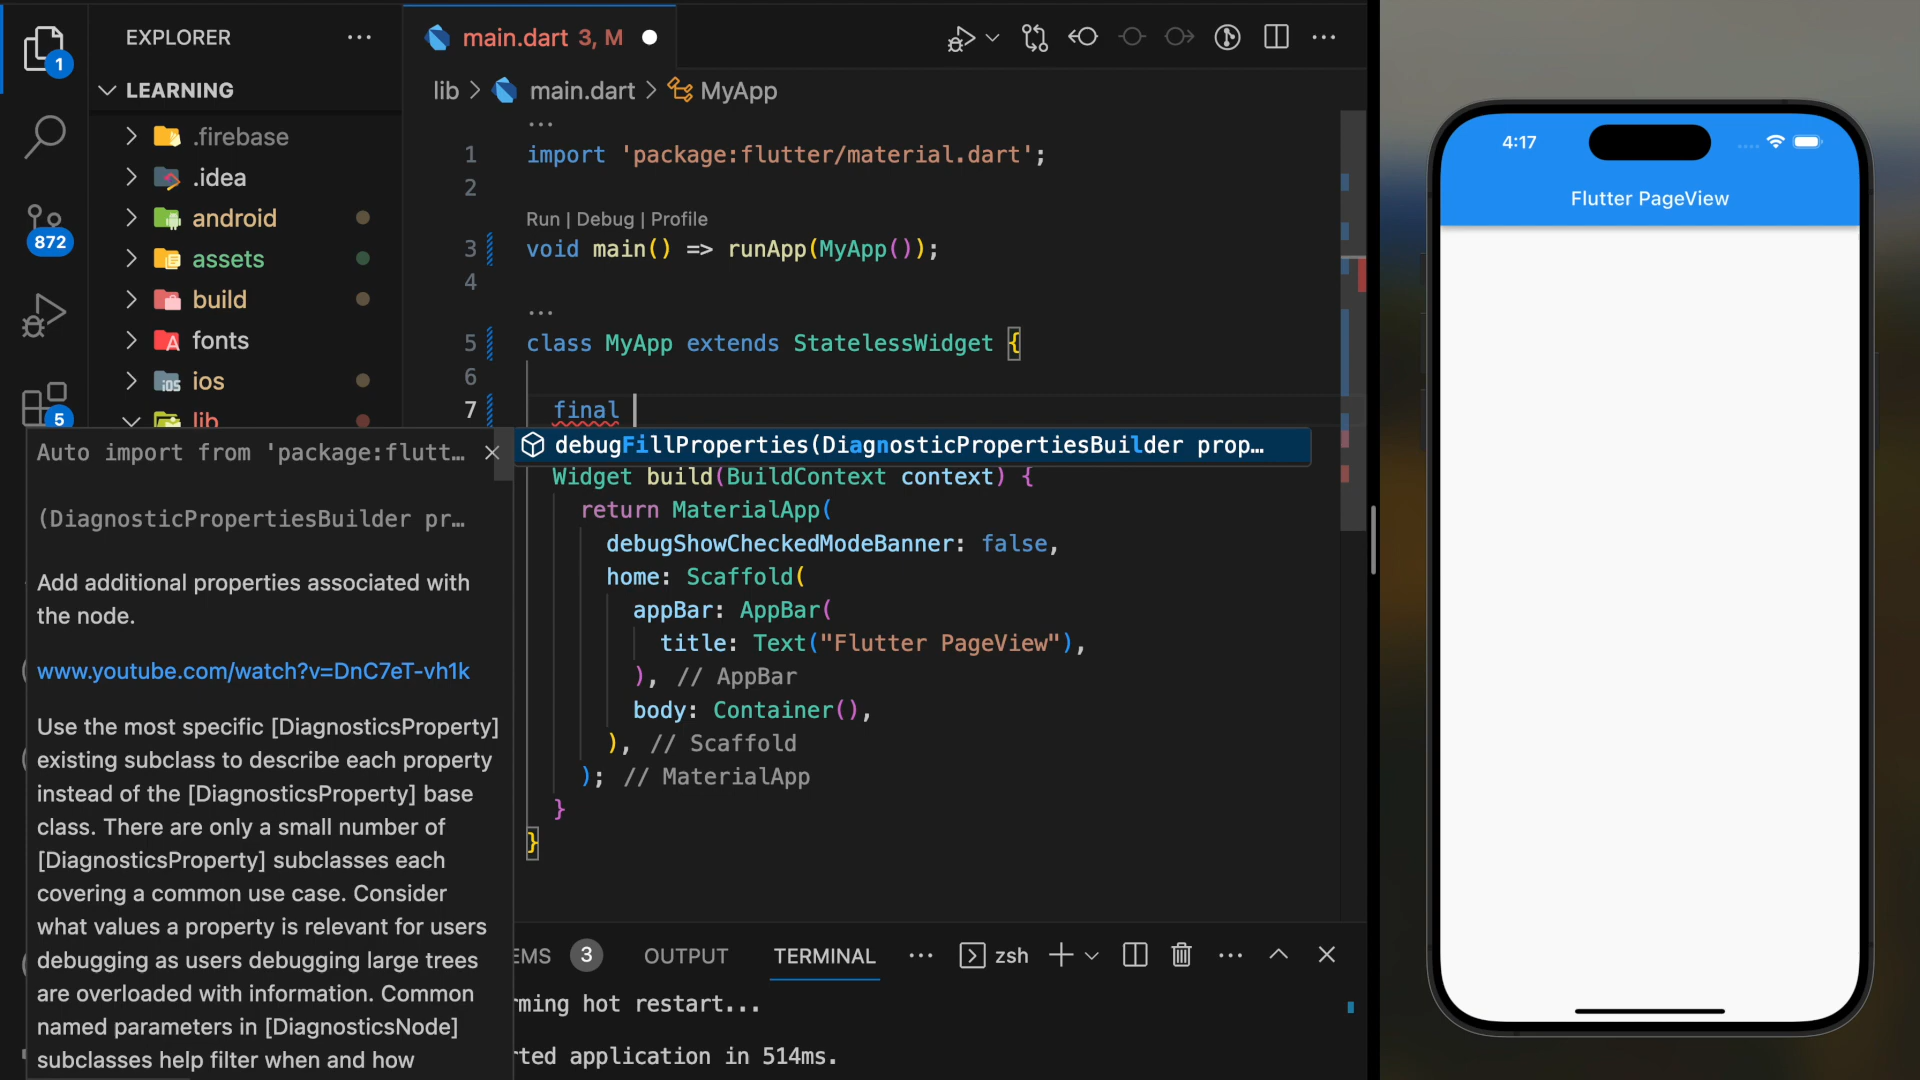 EXPLORER
LEARNING
.firebase
.idea
android
assets
build
fonts
ios
lib
1
872
5
main.dart 3, M
lib > main.dart > MyApp
1 import 'package:flutter/material.dart';
2
Run | Debug | Profile
3 void main() => runApp(MyApp());
4
5 class MyApp extends StatelessWidget {
6
7 final
debugFillProperties(DiagnosticPropertiesBuilder prop…
Widget build(BuildContext context) {
return MaterialApp(
debugShowCheckedModeBanner: false,
home: Scaffold(
appBar: AppBar(
title: Text("Flutter PageView"),
), // AppBar
body: Container(),
), // Scaffold
); // MaterialApp
}
}
Auto import from 'package:flutt…
(DiagnosticPropertiesBuilder pr…
Add additional properties associated with
the node.
www.youtube.com/watch?v=DnC7eT-vh1k
Use the most specific [DiagnosticsProperty]
existing subclass to describe each property
instead of the [DiagnosticsProperty] base
class. There are only a small number of
[DiagnosticsProperty] subclasses each
covering a common use case. Consider
what values a property is relevant for users
debugging as users debugging large trees
are overloaded with information. Common
named parameters in [DiagnosticsNode]
subclasses help filter when and how
EMS 3 OUTPUT TERMINAL zsh
rming hot restart...
rted application in 514ms.
4:17
Flutter PageView